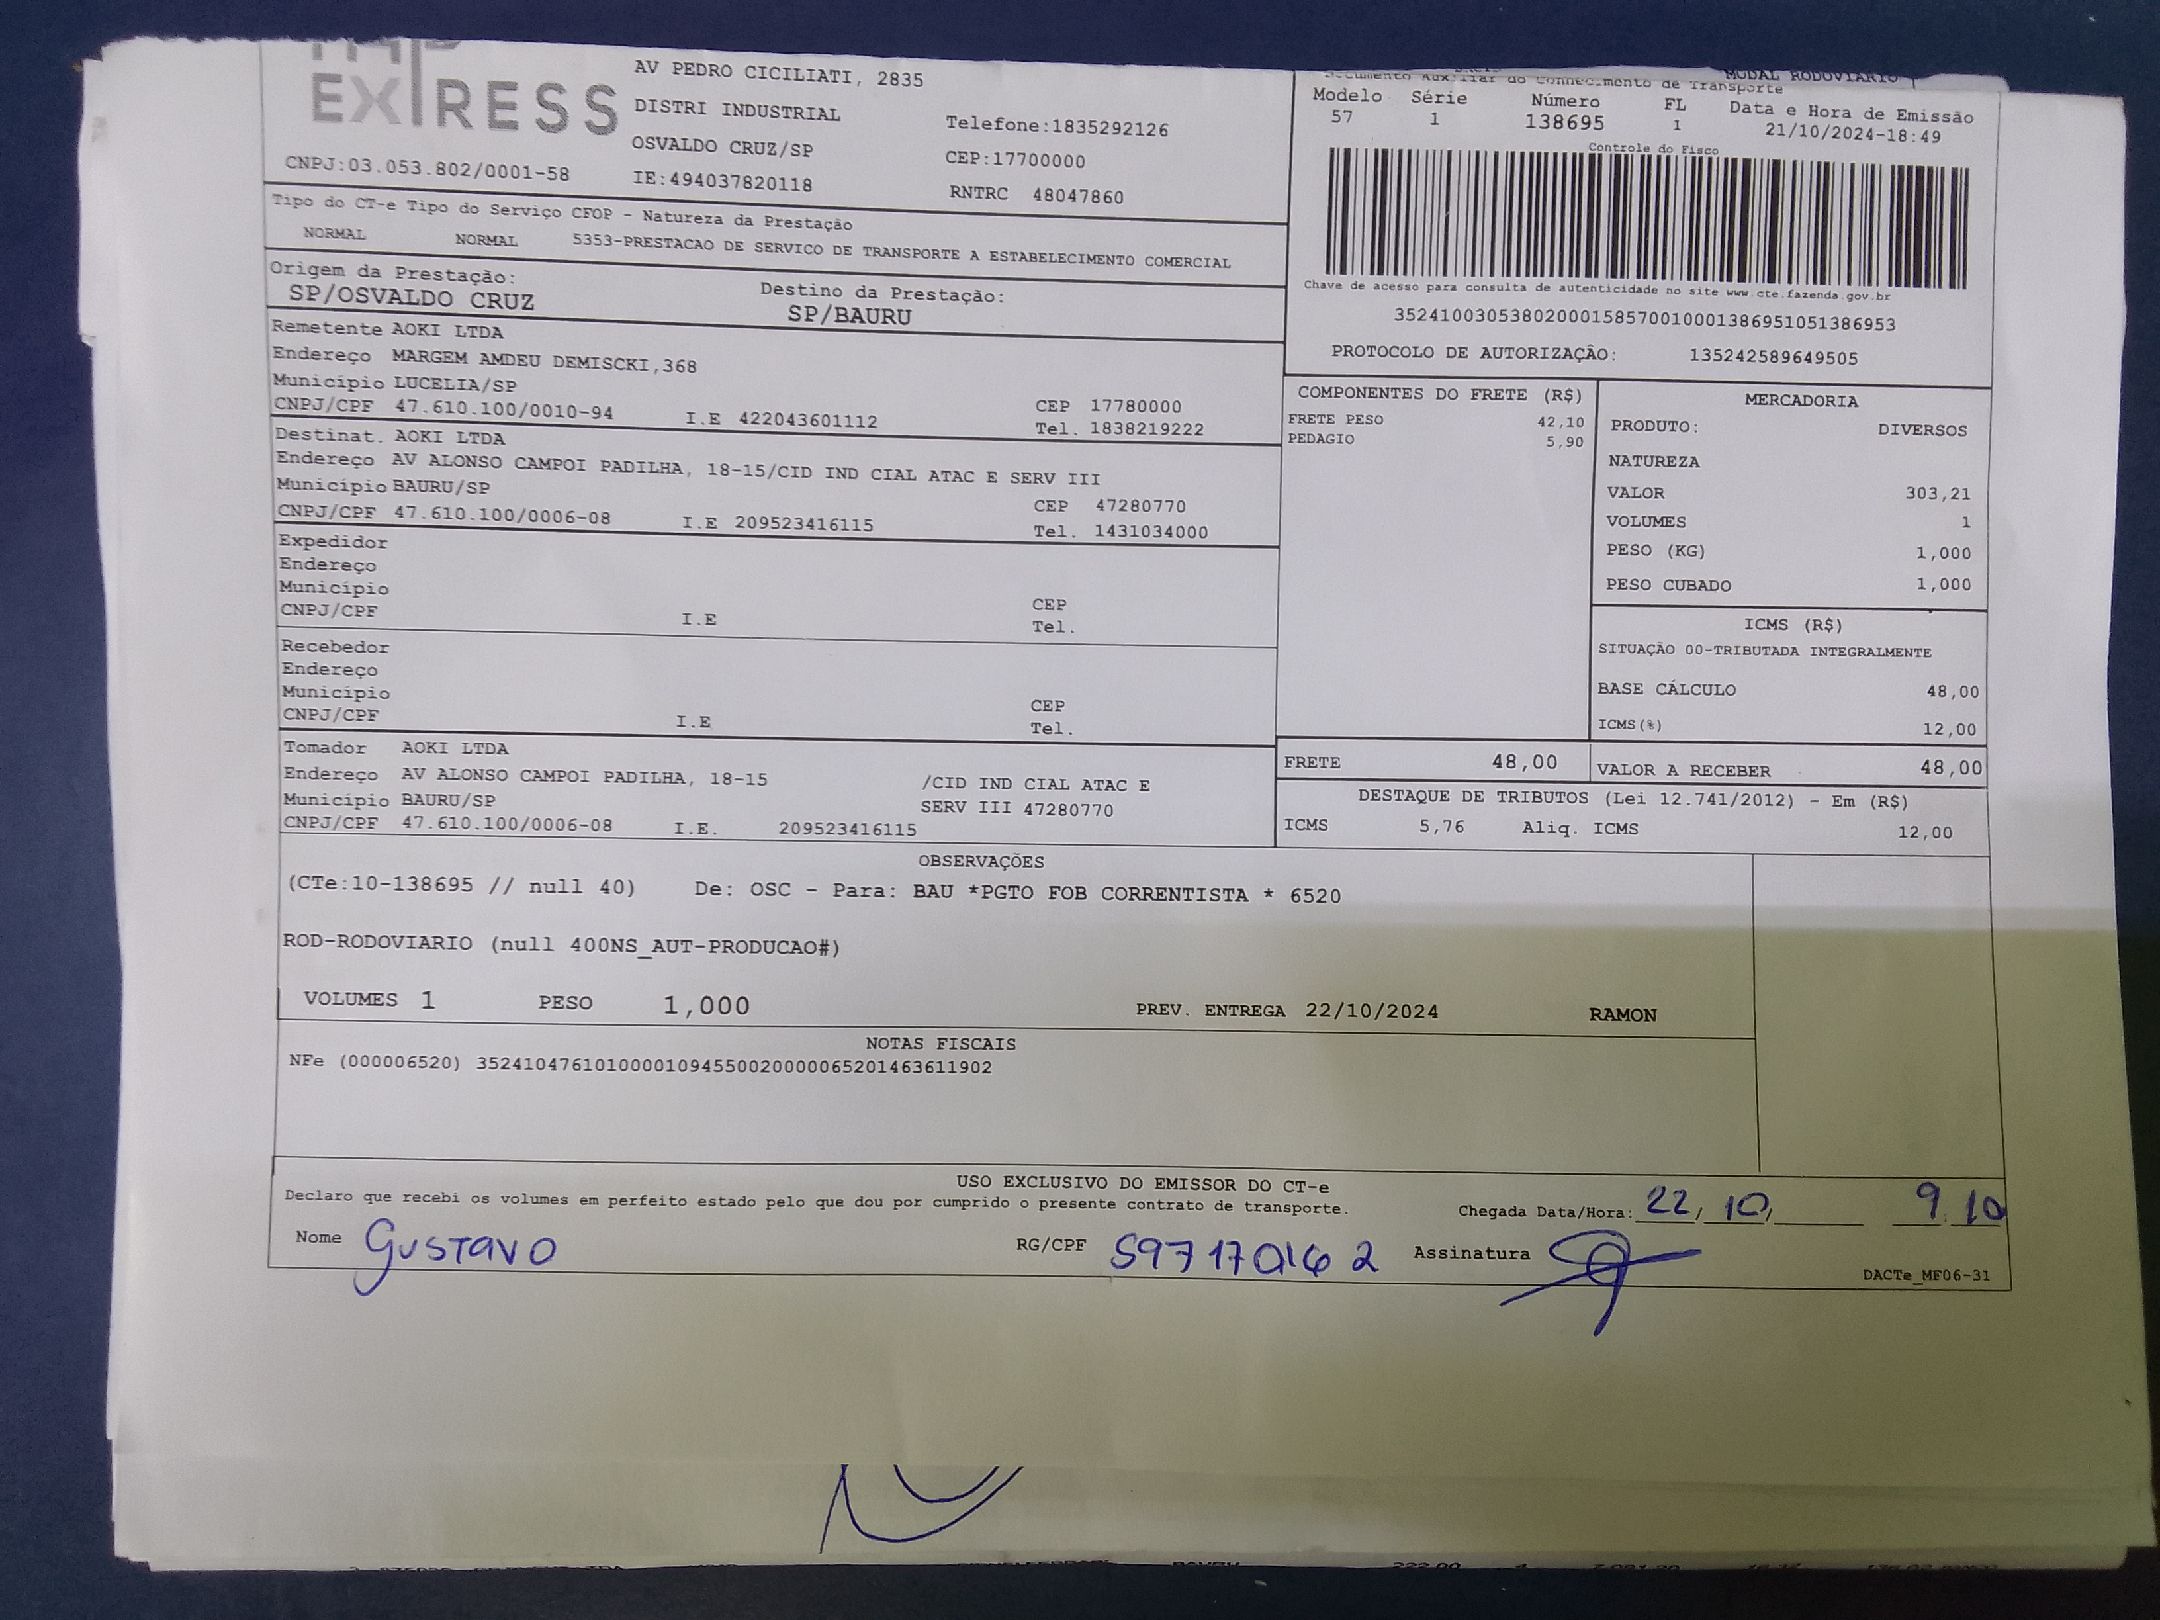 EXPRESS
AV PEDRO CICILIATI, 2835
DISTRI INDUSTRIAL
Telefone:1835292126
OSVALDO CRUZ/SP
CEP:17700000
CNPJ:03.053.802/0001-58
IE:494037820118
RNTRC 48047860
MODAL RODOVIARIO
Documento Auxiliar do Conhecimento de Transporte
Modelo Série Número FL Data e Hora de Emissão
57 1 138695 1 21/10/2024-18:49
Controle do Fisco
Chave de acesso para consulta de autenticidade no site www.cte.fazenda.gov.br
35241003053802000158570010001386951051386953
PROTOCOLO DE AUTORIZAÇÃO: 135242589649505
Tipo do CT-e Tipo do Serviço CFOP - Natureza da Prestação
NORMAL NORMAL 5353-PRESTACAO DE SERVICO DE TRANSPORTE A ESTABELECIMENTO COMERCIAL
Origem da Prestação: Destino da Prestação:
SP/OSVALDO CRUZ SP/BAURU
Remetente AOKI LTDA
Endereço MARGEM AMDEU DEMISCKI,368
Município LUCELIA/SP CEP 17780000
CNPJ/CPF 47.610.100/0010-94 I.E 422043601112 Tel. 1838219222
Destinat. AOKI LTDA
Endereço AV ALONSO CAMPOI PADILHA, 18-15/CID IND CIAL ATAC E SERV III
Município BAURU/SP CEP 47280770
CNPJ/CPF 47.610.100/0006-08 I.E 209523416115 Tel. 1431034000
Expedidor
Endereço
Município CEP
CNPJ/CPF I.E Tel.
Recebedor
Endereço
Município CEP
CNPJ/CPF I.E Tel.
Tomador AOKI LTDA
Endereço AV ALONSO CAMPOI PADILHA, 18-15 /CID IND CIAL ATAC E
Município BAURU/SP SERV III 47280770
CNPJ/CPF 47.610.100/0006-08 I.E. 209523416115
COMPONENTES DO FRETE (R$)
FRETE PESO 42,10
PEDAGIO 5,90
MERCADORIA
PRODUTO: DIVERSOS
NATUREZA
VALOR 303,21
VOLUMES 1
PESO (KG) 1,000
PESO CUBADO 1,000
ICMS (R$)
SITUAÇÃO 00-TRIBUTADA INTEGRALMENTE
BASE CÁLCULO 48,00
ICMS(%) 12,00
FRETE 48,00 VALOR A RECEBER 48,00
DESTAQUE DE TRIBUTOS (Lei 12.741/2012) - Em (R$)
ICMS 5,76 Aliq. ICMS 12,00
OBSERVAÇÕES
(CTe:10-138695 // null 40) De: OSC - Para: BAU *PGTO FOB CORRENTISTA * 6520
ROD-RODOVIARIO (null 400NS_AUT-PRODUCAO#)
VOLUMES 1 PESO 1,000 PREV. ENTREGA 22/10/2024 RAMON
NOTAS FISCAIS
NFe (000006520) 35241047610100001094550020000065201463611902
USO EXCLUSIVO DO EMISSOR DO CT-e
Declaro que recebi os volumes em perfeito estado pelo que dou por cumprido o presente contrato de transporte. Chegada Data/Hora: 22/ 10/ 9:10
Nome Gustavo RG/CPF 597170162 Assinatura
DACTe_MF06-31